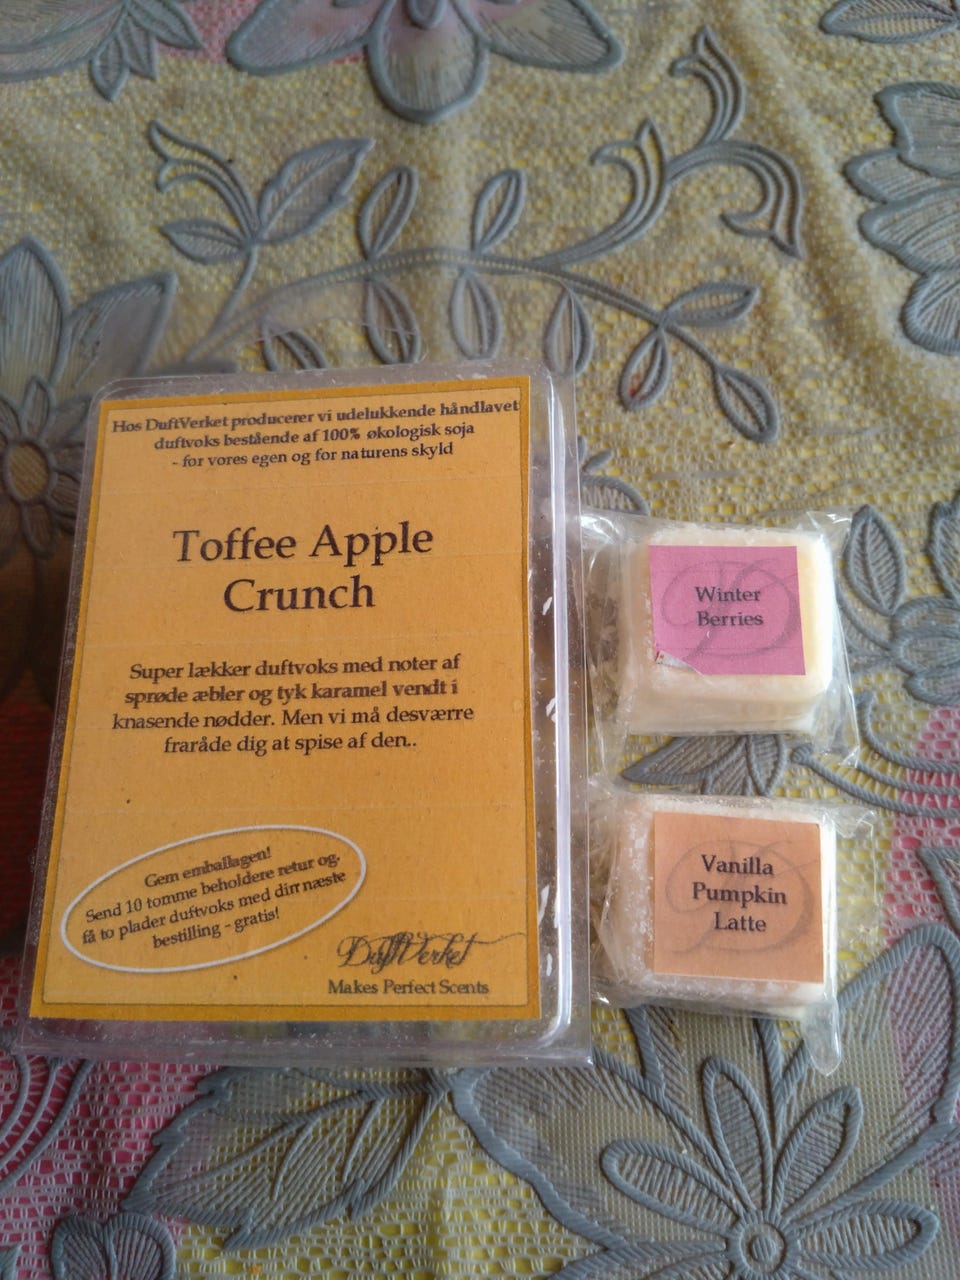 Hos DuftVerket producerer vi udelukkende håndlavet
duftvoks bestående af 100% økologisk soja
- for vores egen og for naturens skyld
Toffee Apple
Crunch
Super lækker duftvoks med noter af
sprøde æbler og tyk karamel vendt i
knasende nødder. Men vi må desværre
fraråde dig at spise af den..
Gem emballagen!
Send 10 tomme beholdere retur og
få to plader duftvoks med din næste
bestilling - gratis!
DuftVerket
Makes Perfect Scents
Winter
Berries
Vanilla
Pumpkin
Latte